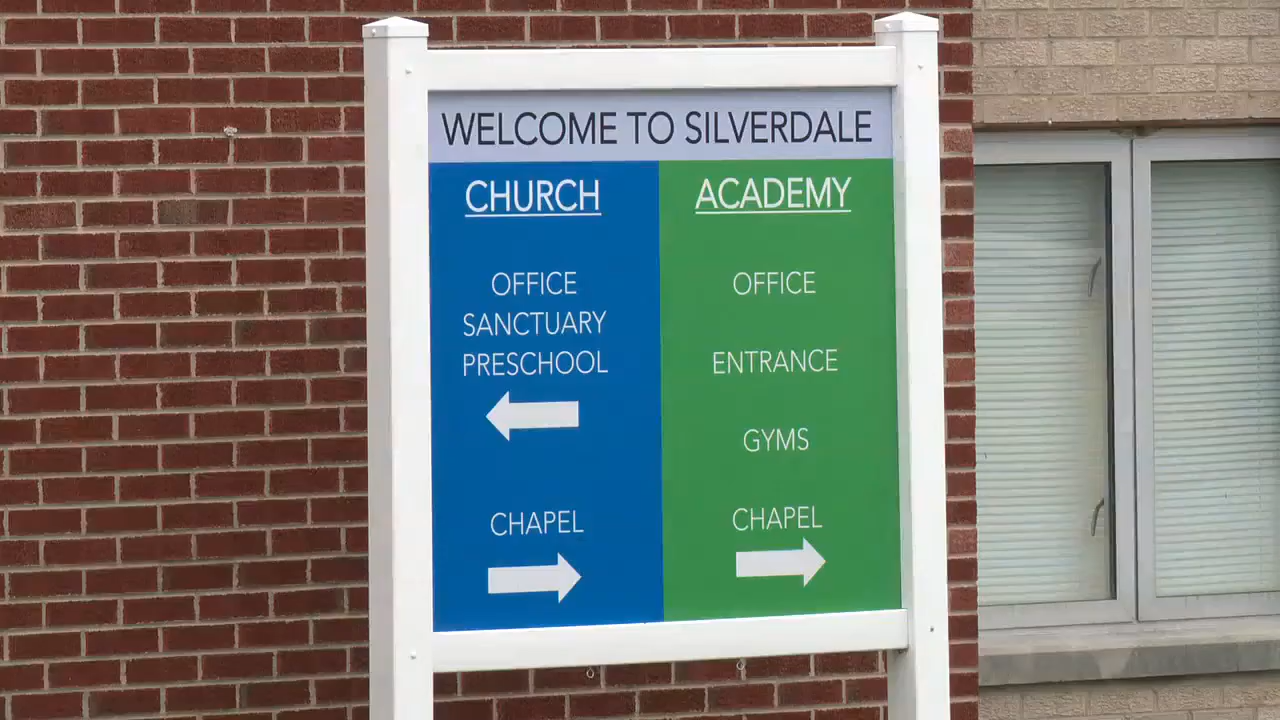 WELCOME TO SILVERDALE
CHURCH
OFFICE
SANCTUARY
PRESCHOOL
CHAPEL
ACADEMY
OFFICE
ENTRANCE
GYMS
CHAPEL